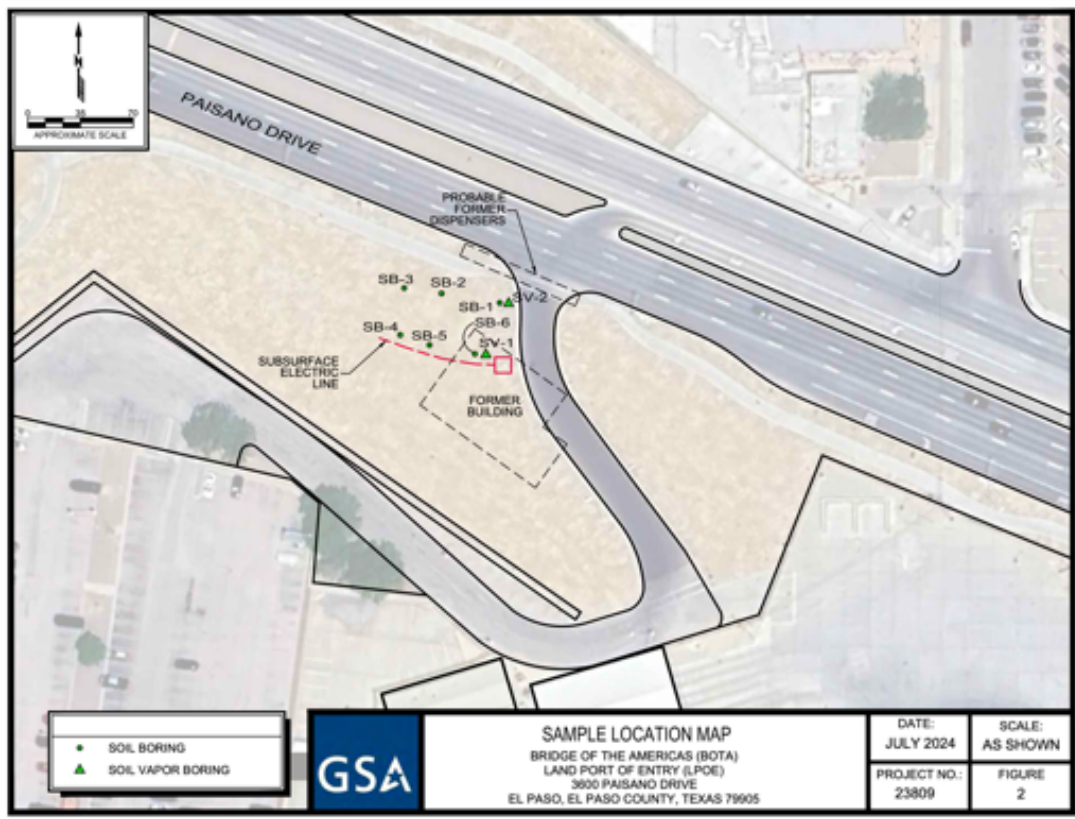 N
0 35 70
APPROXIMATE SCALE
PAISANO DRIVE
PROBABLE
FORMER
DISPENSERS
SB-3
SB-2
SB-1
SV-2
SB-4
SB-5
SB-6
SV-1
SUBSURFACE
ELECTRIC
LINE
FORMER
BUILDING
SOIL BORING
SOIL VAPOR BORING
GSA
SAMPLE LOCATION MAP
BRIDGE OF THE AMERICAS (BOTA)
LAND PORT OF ENTRY (LPOE)
3600 PAISANO DRIVE
EL PASO, EL PASO COUNTY, TEXAS 79905
DATE:
JULY 2024
SCALE:
AS SHOWN
PROJECT NO.:
23809
FIGURE
2